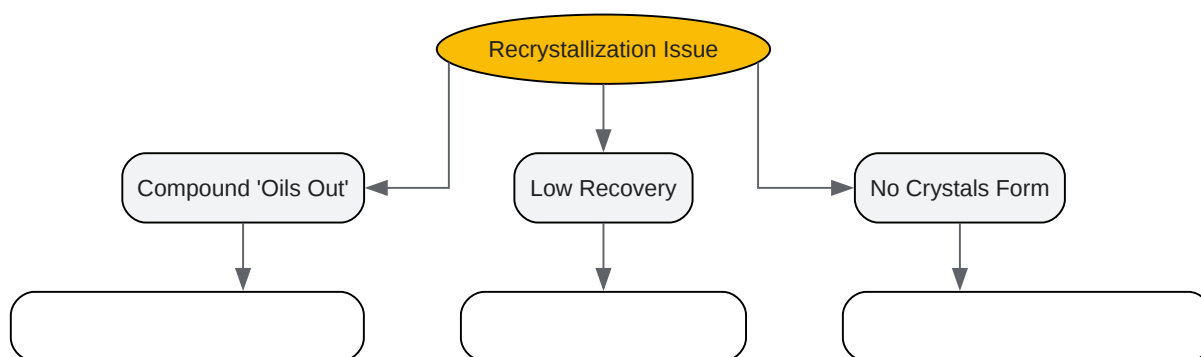 Recrystallization Issue
Compound 'Oils Out'
Low Recovery
No Crystals Form